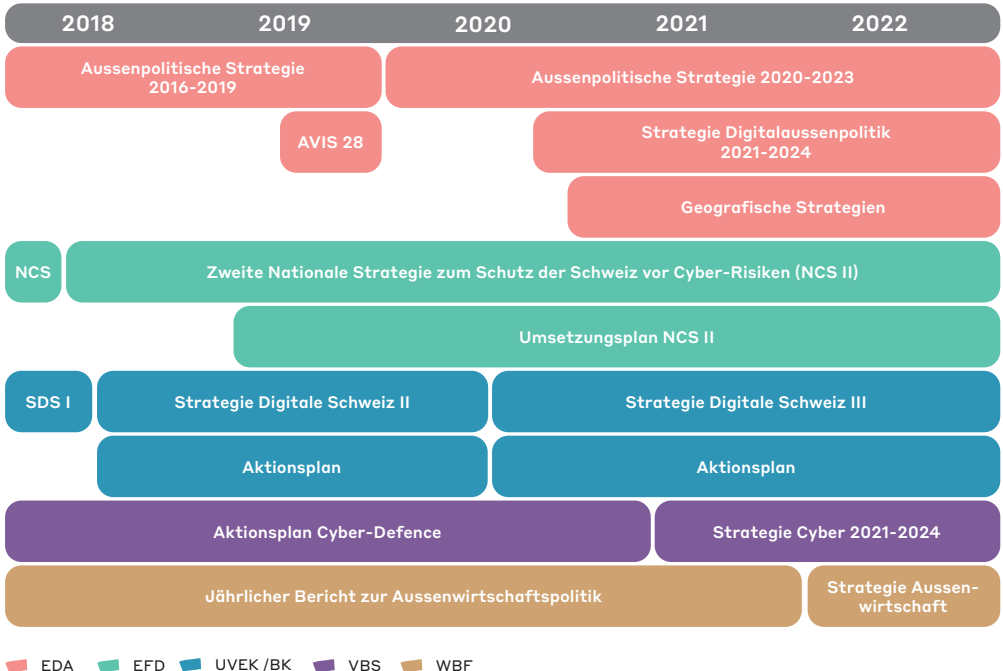 2018 2019 2020 2021 2022
Aussenpolitische Strategie
2016-2019
Aussenpolitische Strategie 2020-2023
AVIS 28
Strategie Digitalaussenpolitik
2021-2024
Geografische Strategien
NCS
Zweite Nationale Strategie zum Schutz der Schweiz vor Cyber-Risiken (NCS II)
Umsetzungsplan NCS II
SDS I
Strategie Digitale Schweiz II
Strategie Digitale Schweiz III
Aktionsplan
Aktionsplan
Aktionsplan Cyber-Defence
Strategie Cyber 2021-2024
Jährlicher Bericht zur Aussenwirtschaftspolitik
Strategie Aussen-
wirtschaft
EDA EFD UVEK /BK VBS WBF